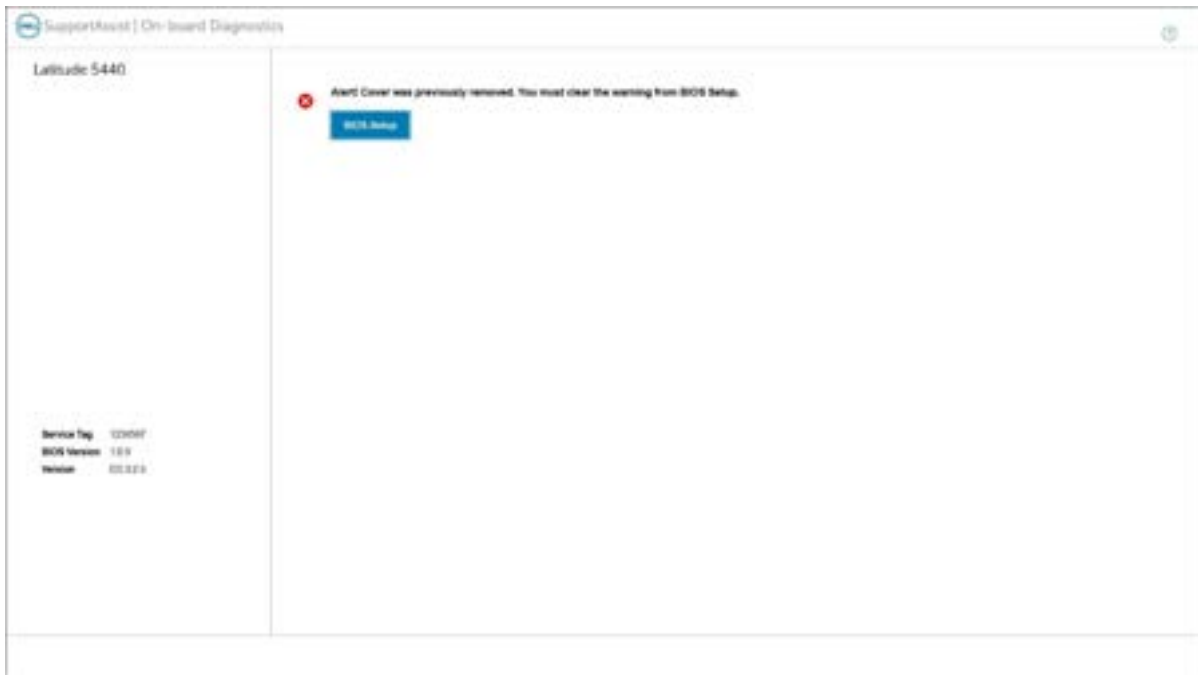 SupportAssist | On-board Diagnostics
Latitude 5440
Alert! Cover was previously removed. You must clear the warning from BIOS Setup.
BIOS Setup
Service Tag
BIOS Version
Version